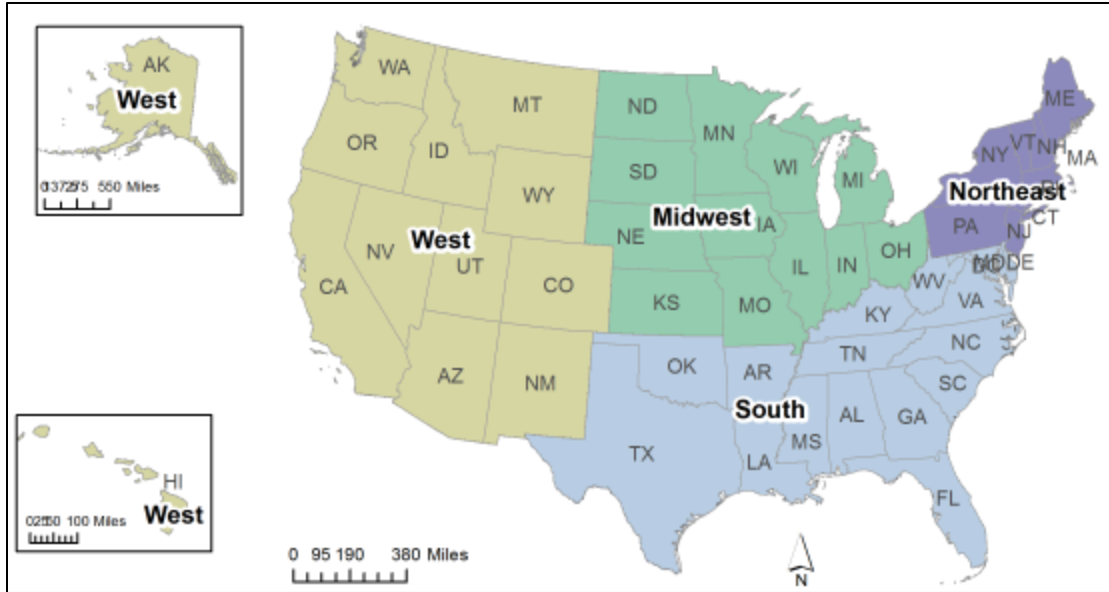 AK
West
550 Miles
WA
MT
ND
MN
ME
OR
ID
SD
WI
MI
VT
NH
NY
MA
WY
Northeast
Midwest
NE
IA
PA
CT
NJ
West
NV
UT
OH
CA
CO
IL
IN
MD
DE
WV
KS
MO
VA
KY
NC
TN
AZ
NM
OK
AR
SC
South
AL
GA
MS
TX
LA
HI
FL
West
100 Miles
0 95 190 380 Miles
N